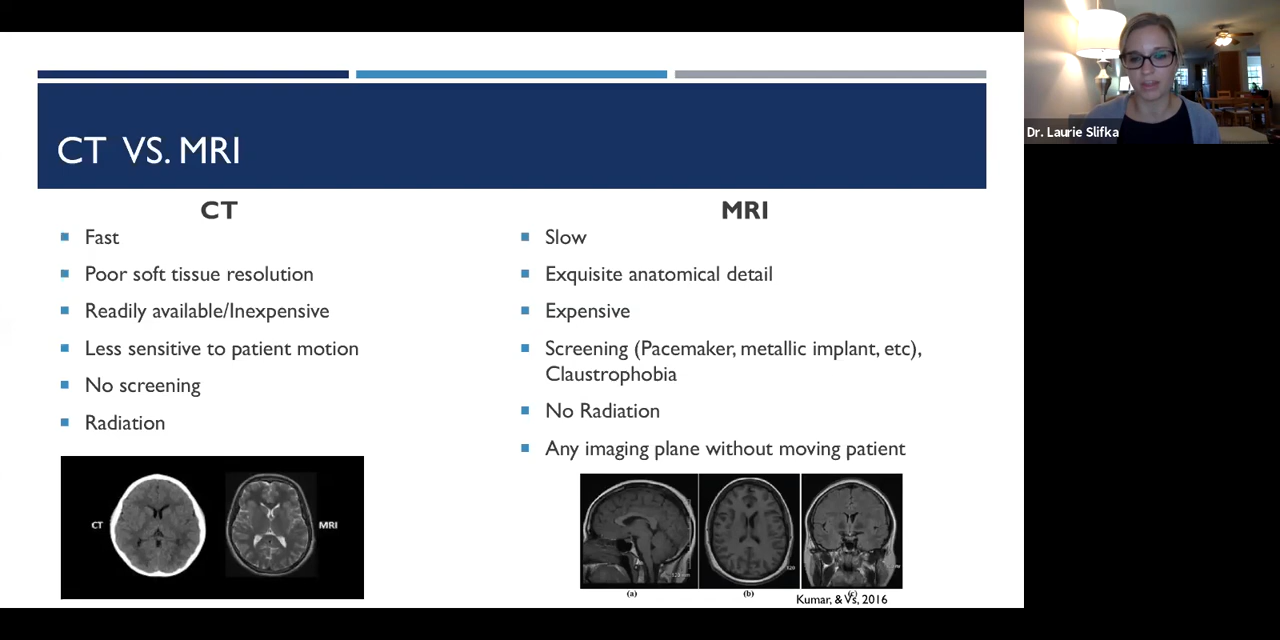 CT VS. MRI
CT
Fast
Poor soft tissue resolution
Readily available/Inexpensive
Less sensitive to patient motion
No screening
Radiation
CT
MRI
MRI
Slow
Exquisite anatomical detail
Expensive
Screening (Pacemaker, metallic implant, etc),
Claustrophobia
No Radiation
Any imaging plane without moving patient
(a)
(b)
(c)
Kumar, & Vs, 2016
Dr. Laurie Slifka